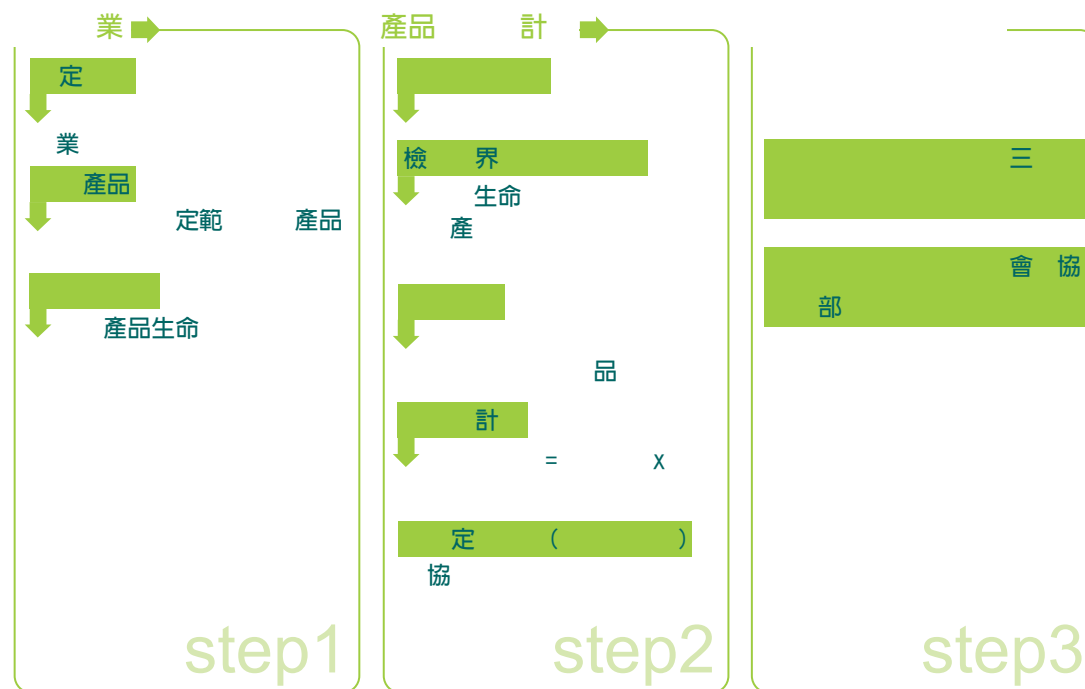 業
定
業
產品
定範 產品
產品生命
step1
產品 計
檢 界
生命
產
品
計
= x
定 ( )
協
step2
三
會 協
部
step3